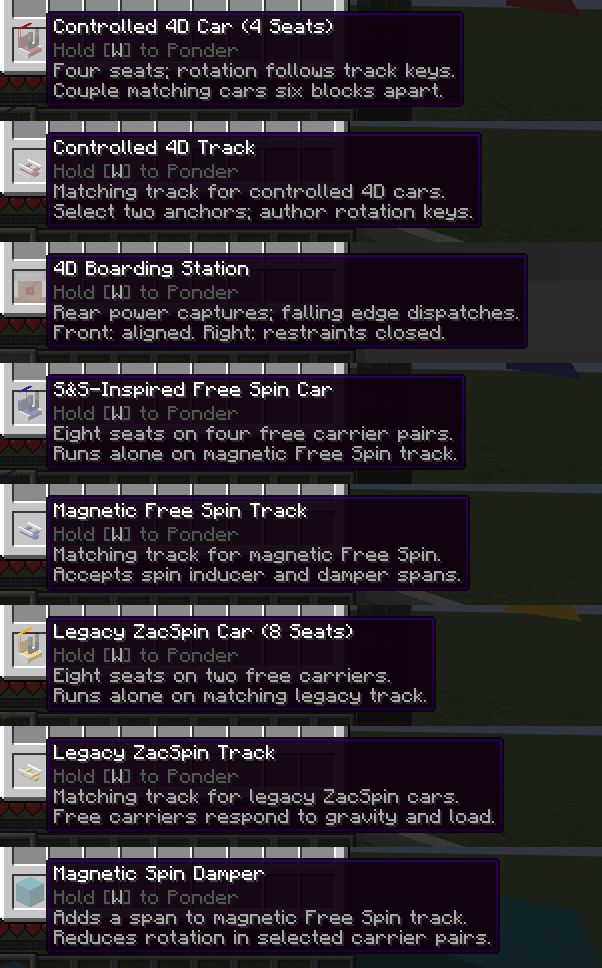 Controlled 4D Car (4 Seats)
Hold [W] to Ponder
Four seats; rotation follows track keys.
Couple matching cars six blocks apart.
Controlled 4D Track
Hold [W] to Ponder
Matching track for controlled 4D cars.
Select two anchors; author rotation keys.
4D Boarding Station
Hold [W] to Ponder
Rear power captures; falling edge dispatches.
Front: aligned. Right: restraints closed.
S&S-Inspired Free Spin Car
Hold [W] to Ponder
Eight seats on four free carrier pairs.
Runs alone on magnetic Free Spin track.
Magnetic Free Spin Track
Hold [W] to Ponder
Matching track for magnetic Free Spin.
Accepts spin inducer and damper spans.
Legacy ZacSpin Car (8 Seats)
Hold [W] to Ponder
Eight seats on two free carriers.
Runs alone on matching legacy track.
Legacy ZacSpin Track
Hold [W] to Ponder
Matching track for legacy ZacSpin cars.
Free carriers respond to gravity and load.
Magnetic Spin Damper
Hold [W] to Ponder
Adds a span to magnetic Free Spin track.
Reduces rotation in selected carrier pairs.